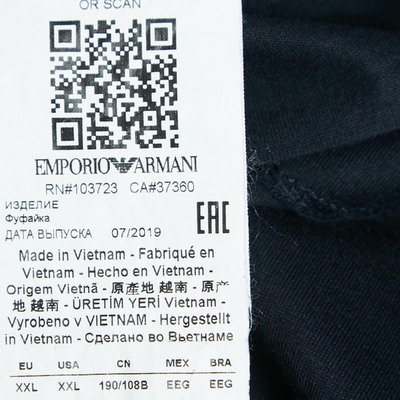 OR SCAN
EMPORIO ARMANI
RN#103723 CA#37360
ИЗДЕЛИЕ
Фуфайка
ДАТА ВЫПУСКА 07/2019
EAC
Made in Vietnam - Fabriqué en
Vietnam - Hecho en Vietnam -
Origem Vietnã - 原產地 越南 - 原产
地 越南 - ÜRETİM YERİ Vietnam -
Vyrobeno v VIETNAM - Hergestellt
in Vietnam - Сделано во Вьетнаме
EU USA CN MEX BRA
XXL XXL 190/108B EEG EEG